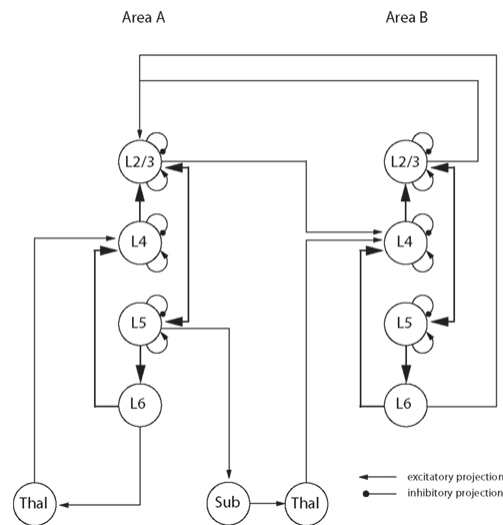 Area A
Area B
L2/3
L2/3
L4
L4
L5
L5
L6
L6
Thal
Sub
Thal
excitatory projection
inhibitory projection